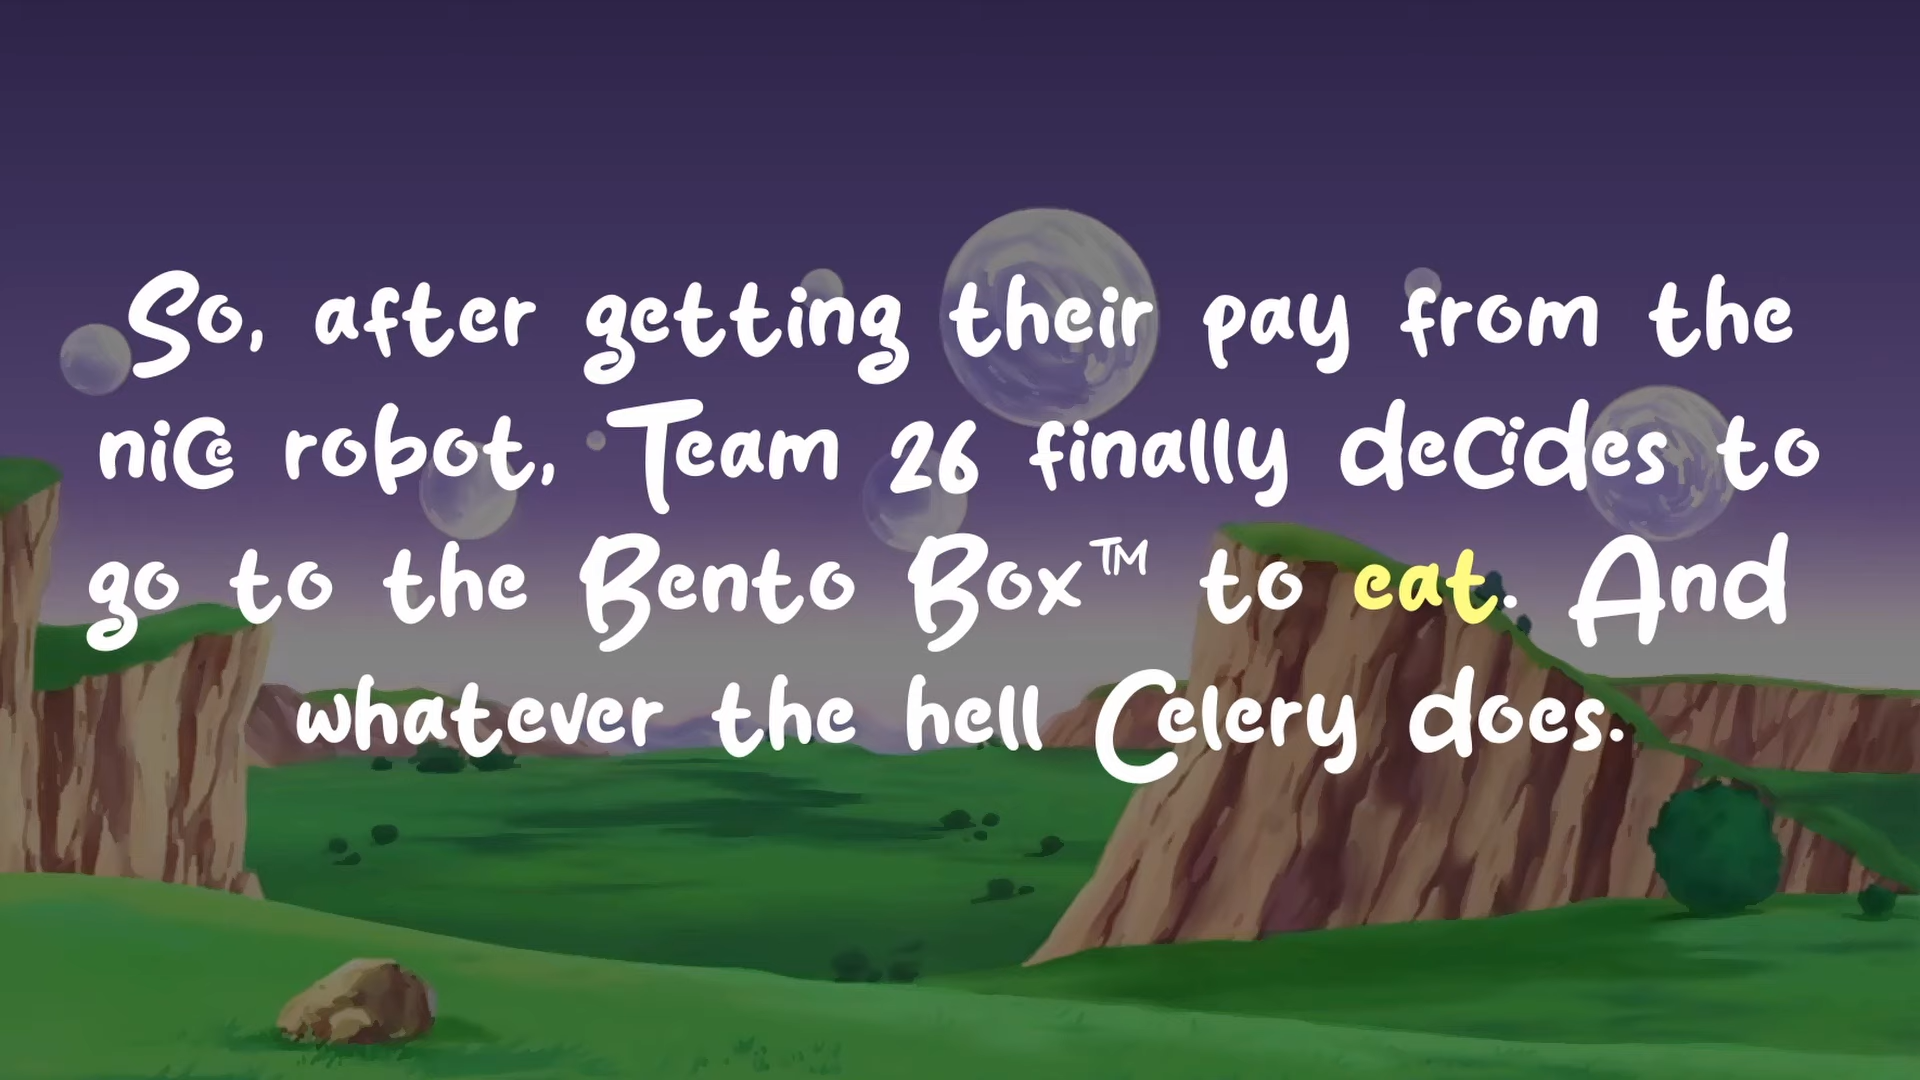 So, after getting their pay from the
nice robot, Team 26 finally decides to
go to the Bento Box™ to eat. And
whatever the hell Celery does.